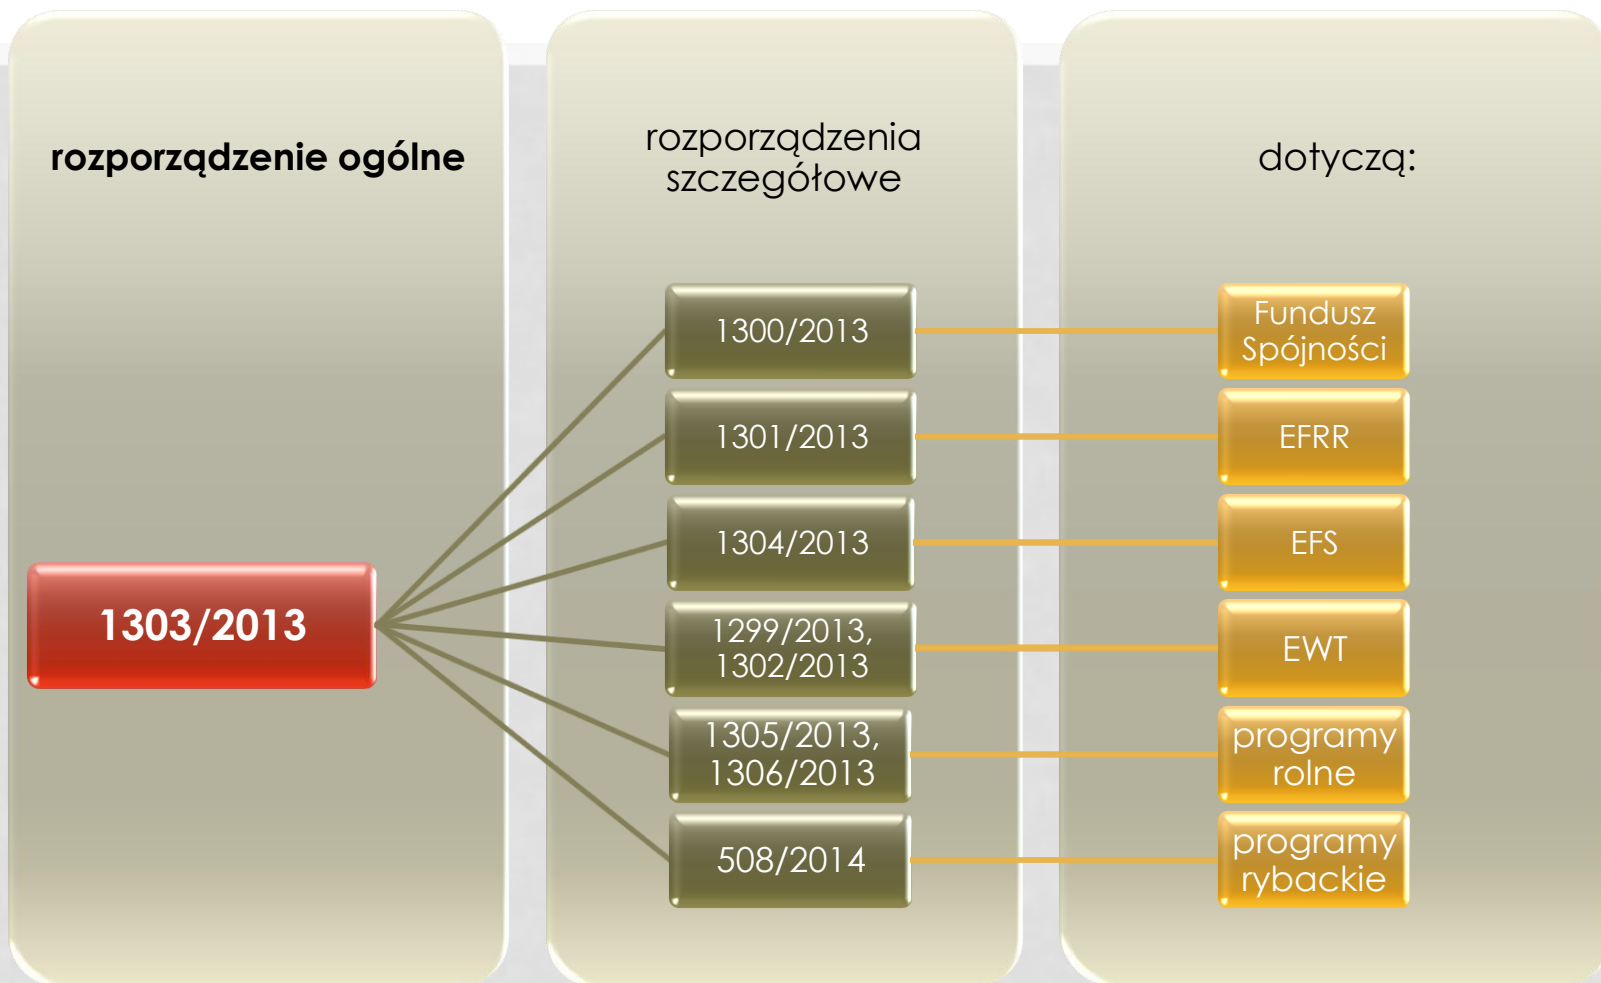 rozporządzenie ogólne
rozporządzenia
szczegółowe
dotyczą:
1303/2013
1300/2013
Fundusz
Spójności
1301/2013
EFRR
1304/2013
EFS
1299/2013,
1302/2013
EWT
1305/2013,
1306/2013
programy
rolne
508/2014
programy
rybackie